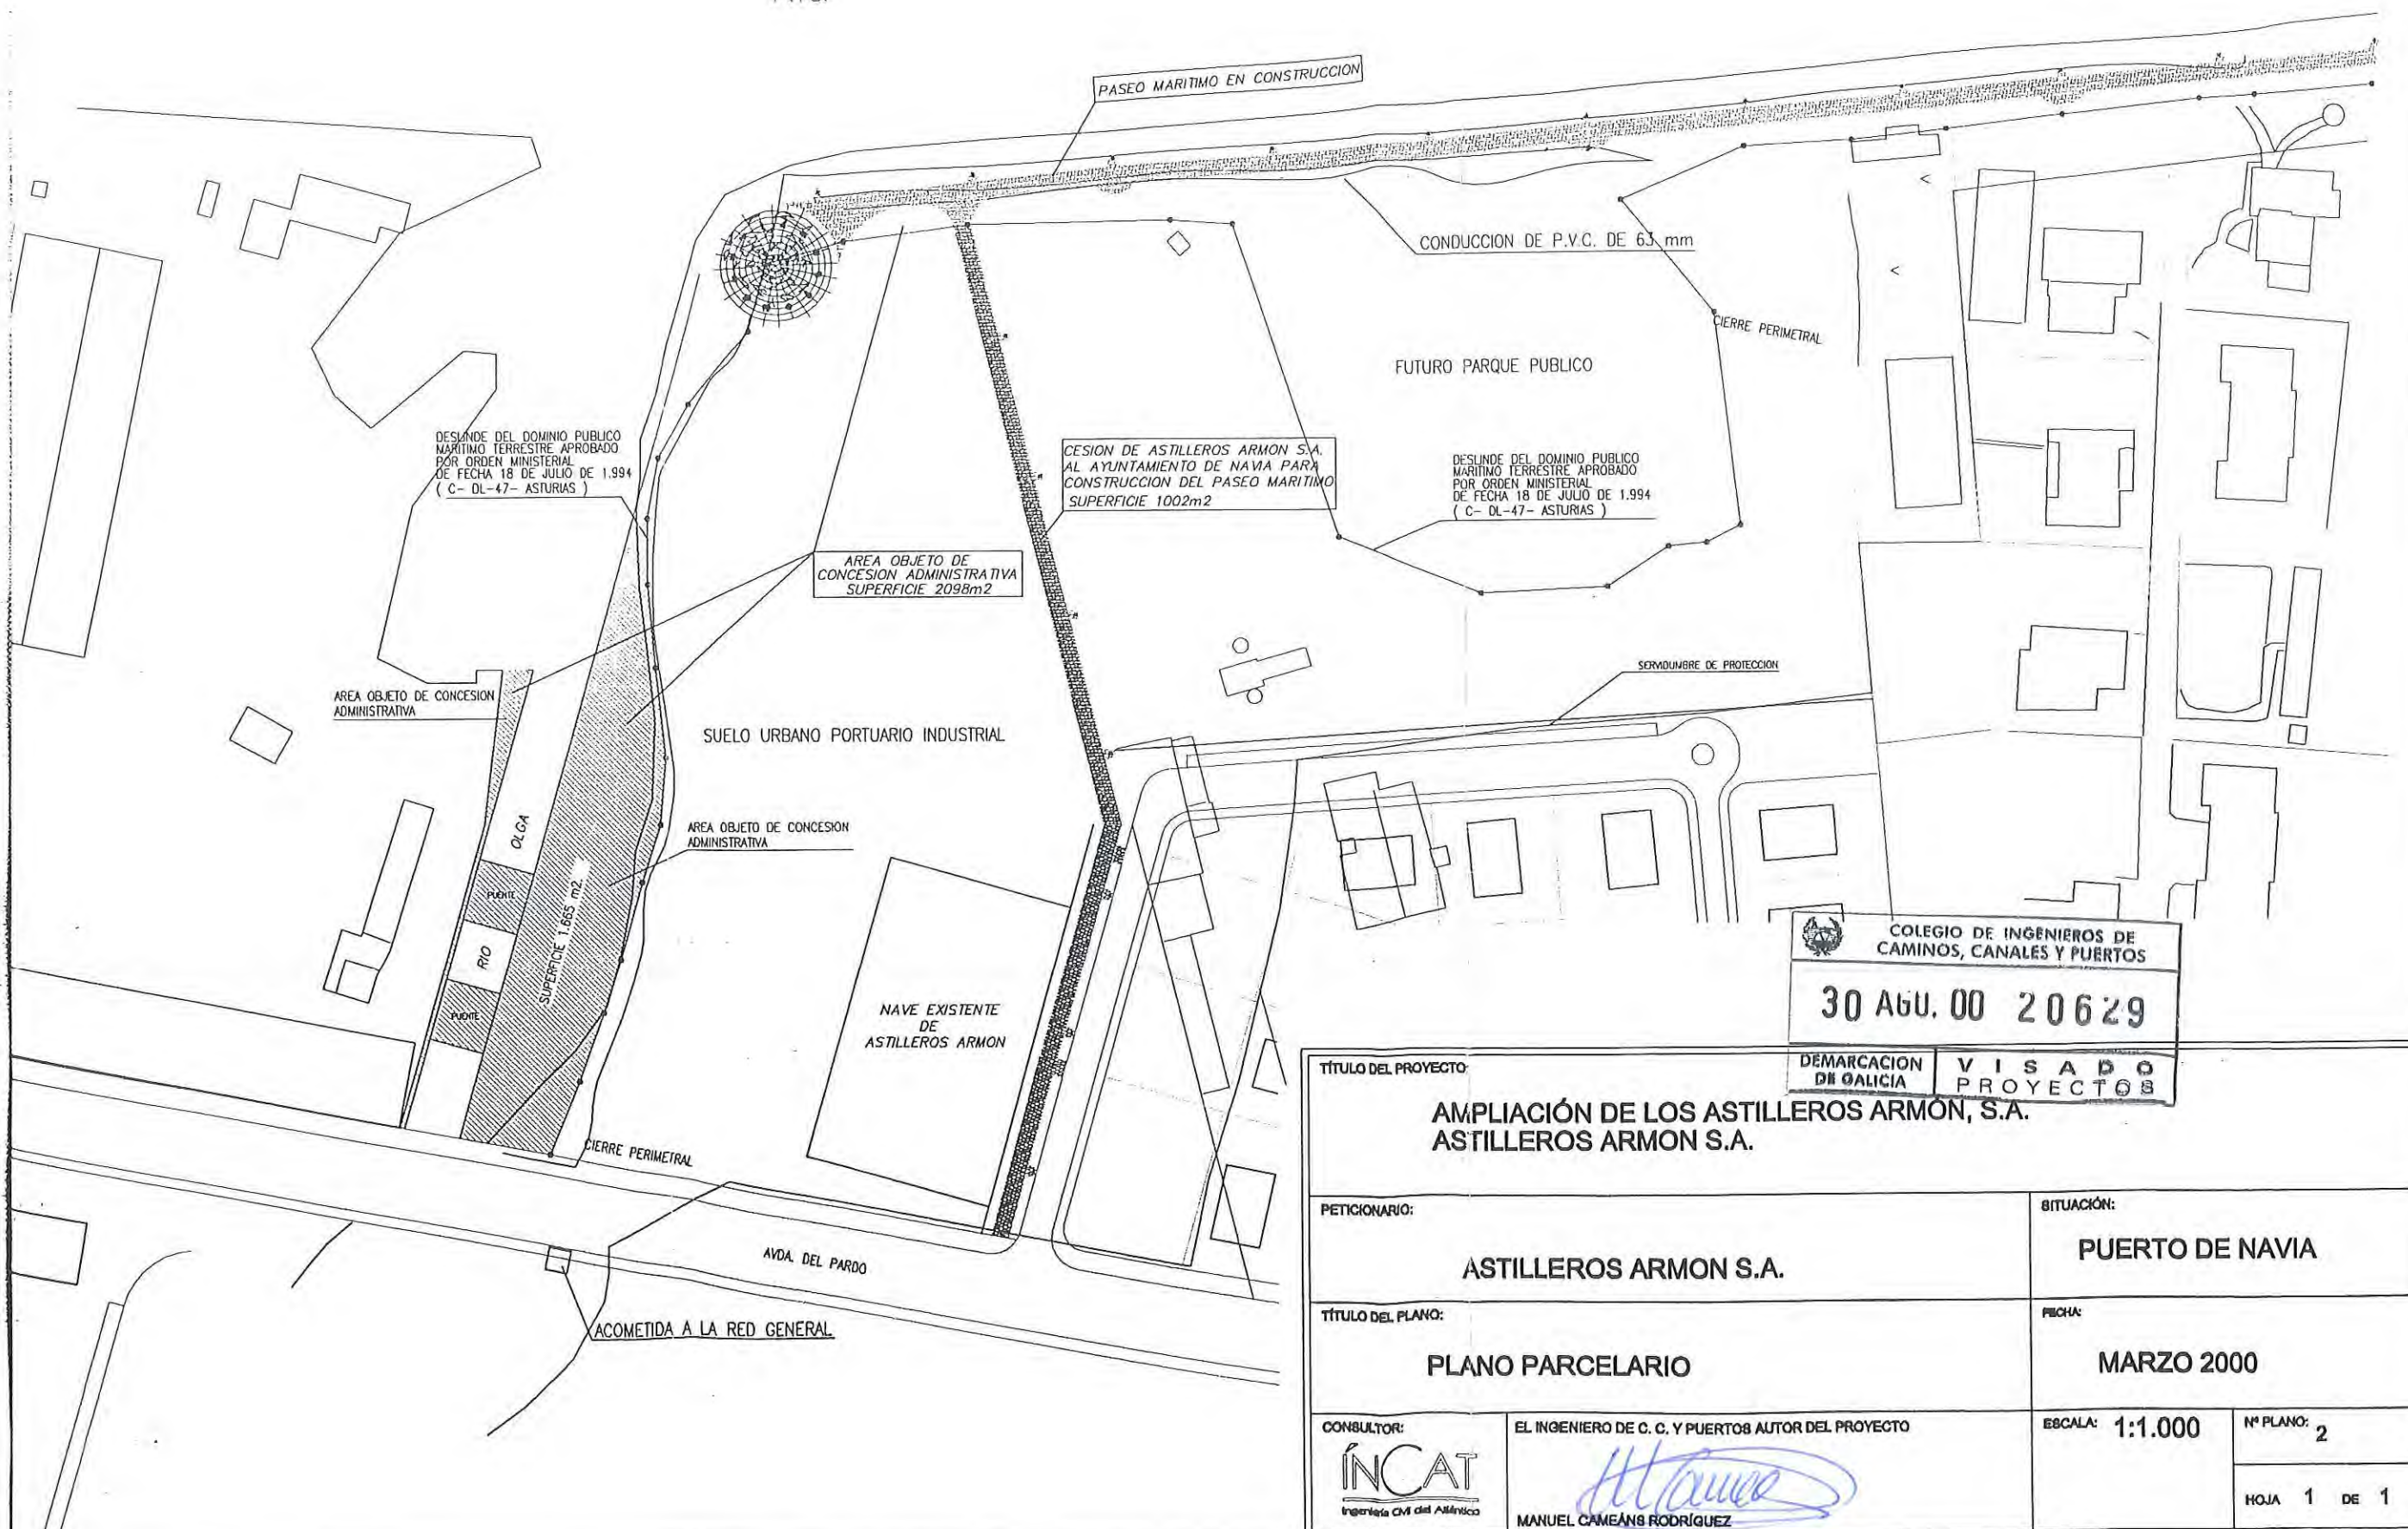 PASEO MARITIMO EN CONSTRUCCION
CONDUCCION DE P.V.C. DE 63 mm
CIERRE PERIMETRAL
FUTURO PARQUE PUBLICO
DESLINDE DEL DOMINIO PUBLICO
MARITIMO TERRESTRE APROBADO
POR ORDEN MINISTERIAL
DE FECHA 18 DE JULIO DE 1.994
( C- DL-47- ASTURIAS )
CESION DE ASTILLEROS ARMON S.A.
AL AYUNTAMIENTO DE NAVIA PARA
CONSTRUCCION DEL PASEO MARITIMO
SUPERFICIE 1002m2
DESLINDE DEL DOMINIO PUBLICO
MARITIMO TERRESTRE APROBADO
POR ORDEN MINISTERIAL
DE FECHA 18 DE JULIO DE 1.994
( C- DL-47- ASTURIAS )
AREA OBJETO DE
CONCESION ADMINISTRATIVA
SUPERFICIE 2098m2
SERVIDUMBRE DE PROTECCION
AREA OBJETO DE CONCESION
ADMINISTRATIVA
SUELO URBANO PORTUARIO INDUSTRIAL
OLGA
AREA OBJETO DE CONCESION
ADMINISTRATIVA
PUENTE
SUPERFICIE 1.665 m2.
RIO
PUENTE
NAVE EXISTENTE
DE
ASTILLEROS ARMON
CIERRE PERIMETRAL
AVDA. DEL PARDO
ACOMETIDA A LA RED GENERAL
COLEGIO DE INGENIEROS DE
CAMINOS, CANALES Y PUERTOS
30 AGU. 00 20629
DEMARCACION
DE GALICIA
VISADO
PROYECTOS
TÍTULO DEL PROYECTO:
AMPLIACIÓN DE LOS ASTILLEROS ARMÓN, S.A.
ASTILLEROS ARMON S.A.
PETICIONARIO:
ASTILLEROS ARMON S.A.
SITUACIÓN:
PUERTO DE NAVIA
TÍTULO DEL PLANO:
PLANO PARCELARIO
FECHA:
MARZO 2000
CONSULTOR:
ÍNCAT
Ingeniería Civil del Atlántico
EL INGENIERO DE C. C. Y PUERTOS AUTOR DEL PROYECTO
MANUEL CAMEÁNS RODRÍGUEZ
ESCALA: 1:1.000
Nº PLANO: 2
HOJA 1 DE 1